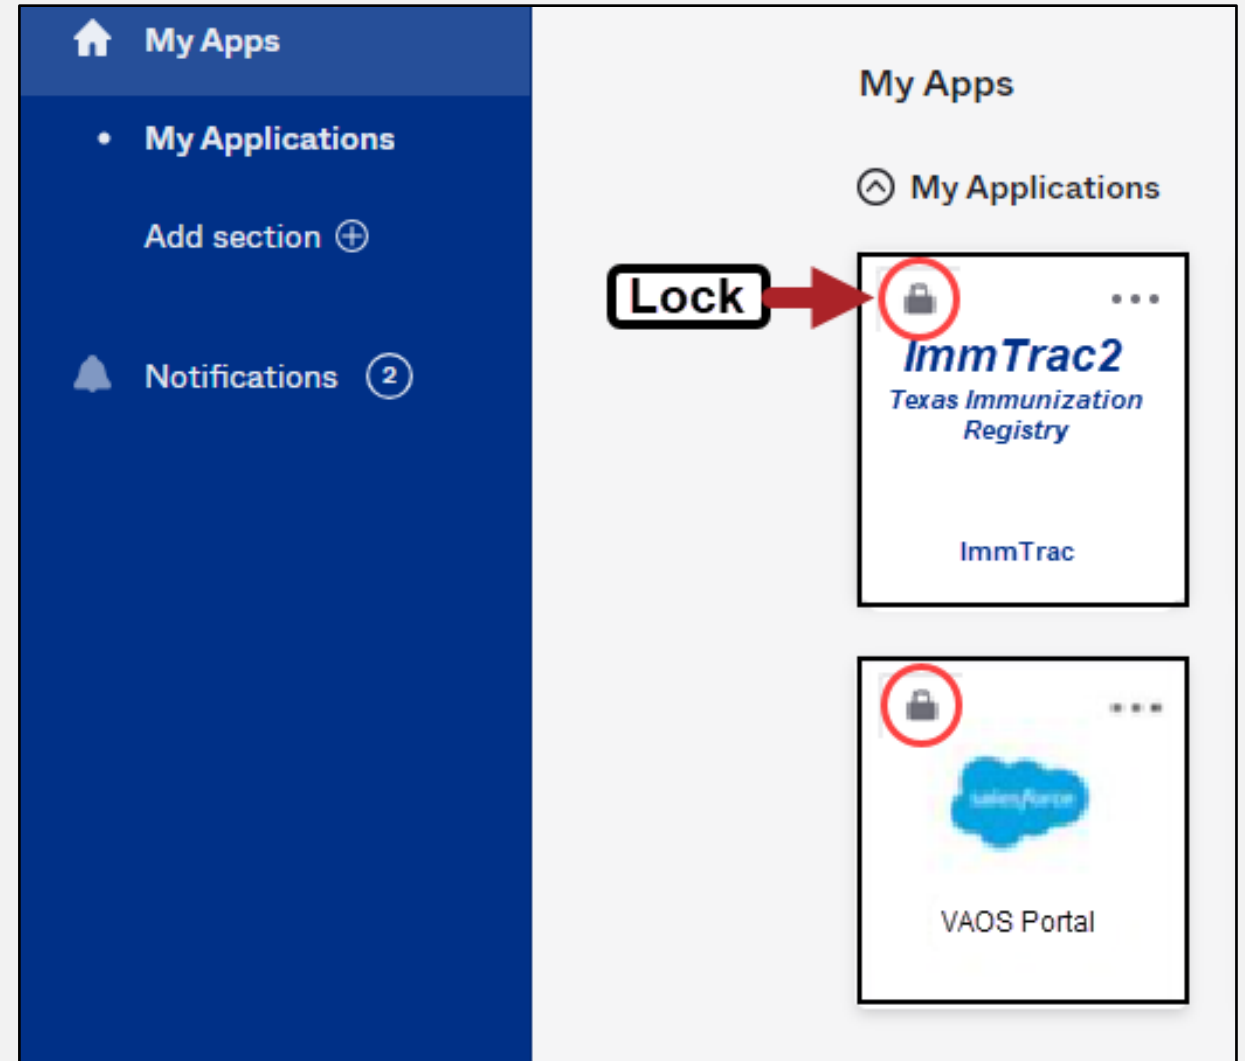 My Apps
My Applications
Add section
Notifications 2
My Apps
My Applications
Lock
ImmTrac2
Texas Immunization
Registry
ImmTrac
salesforce
VAOS Portal